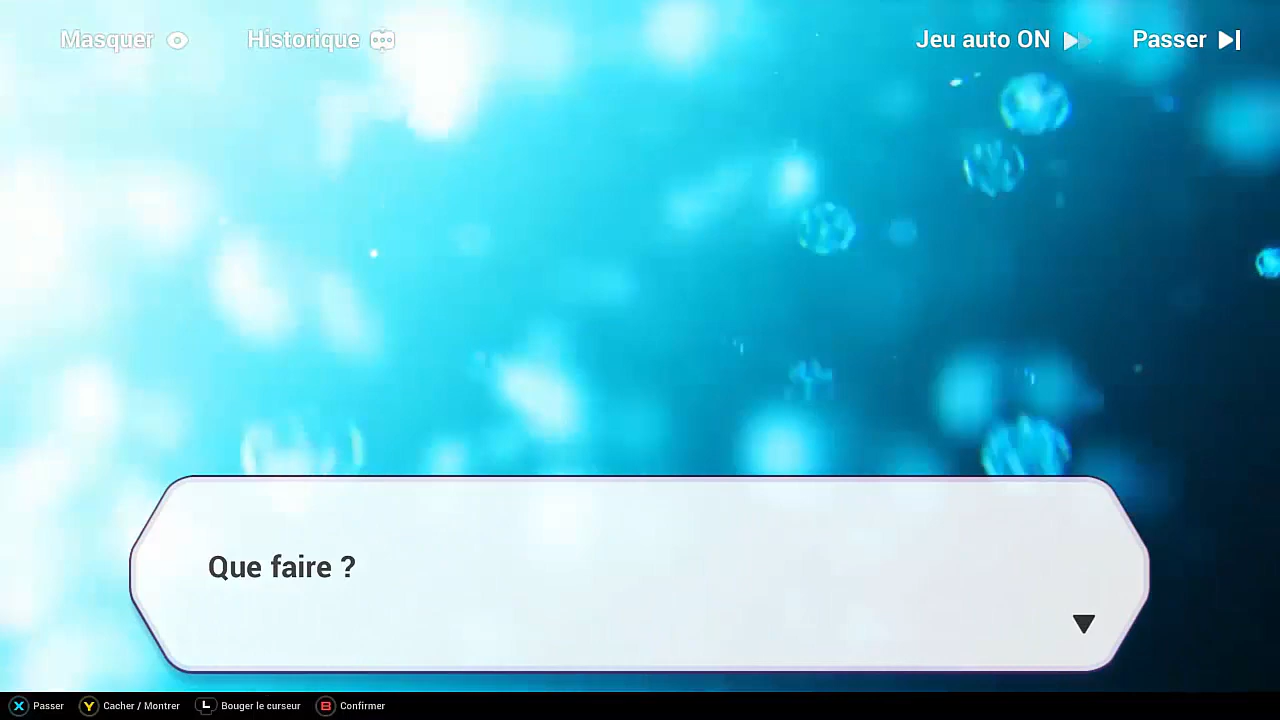 Masquer
Historique
Jeu auto ON
Passer
Que faire ?
X Passer
Y Cacher / Montrer
L Bouger le curseur
B Confirmer